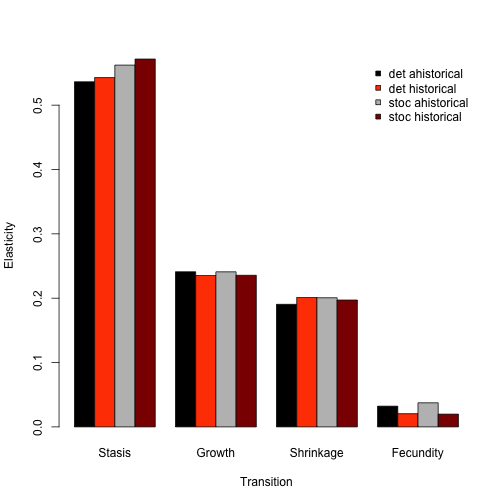 det ahistorical
det historical
stoc ahistorical
stoc historical
Elasticity
0.5
0.4
0.3
0.2
0.1
0.0
Stasis Growth Shrinkage Fecundity
Transition